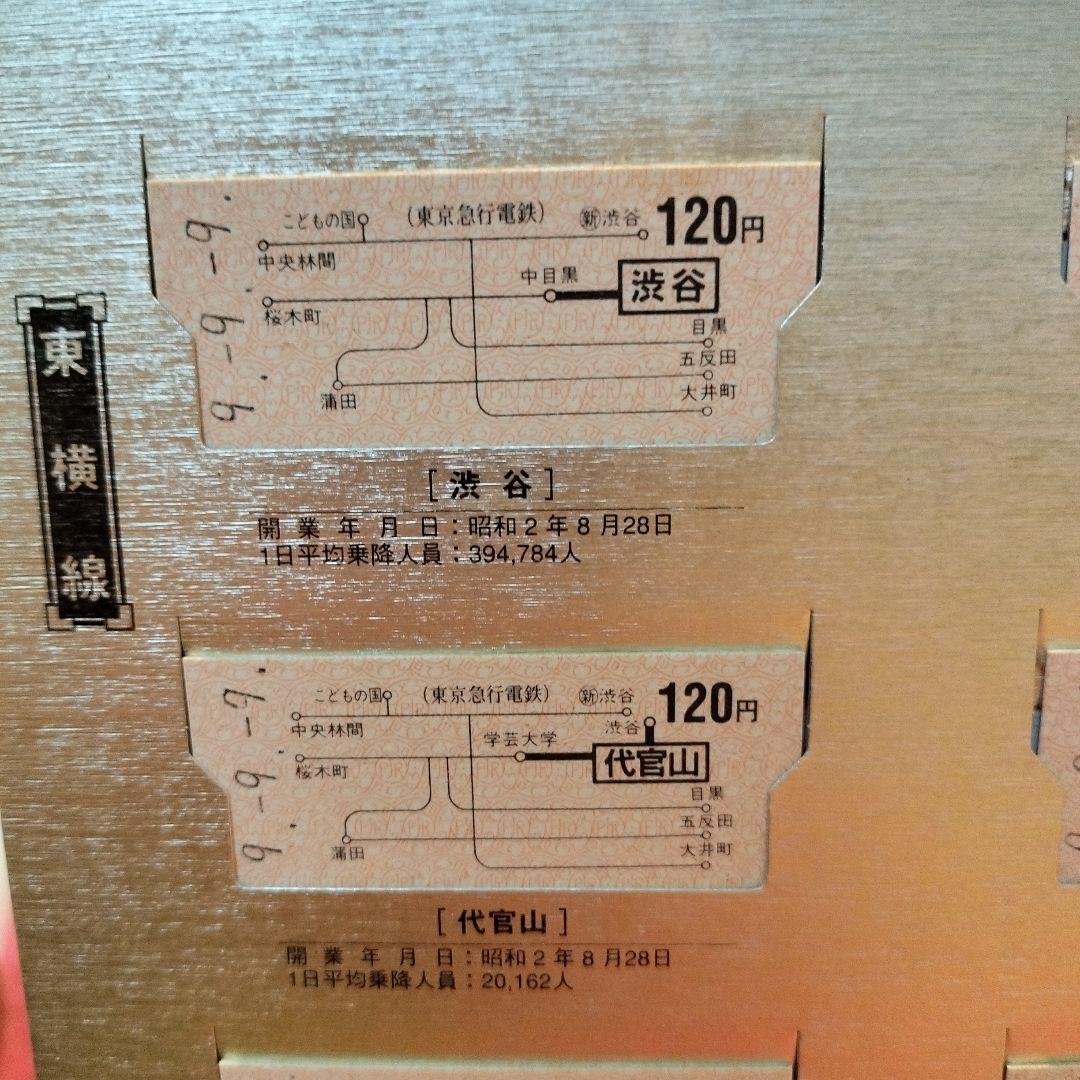 東横線
こどもの国 (東京急行電鉄) ㊟新渋谷 120円
中央林間
中目黒 渋谷
桜木町
目黒
五反田
大井町
蒲田
9.-9.-9.
[渋谷]
開業年月日:昭和2年8月28日
1日平均乗降人員:394,784人
こどもの国 (東京急行電鉄) 新渋谷 120円
中央林間
渋谷
学芸大学 代官山
桜木町
目黒
五反田
大井町
蒲田
9.-9.-9.
[代官山]
開業年月日:昭和2年8月28日
1日平均乗降人員:20,162人